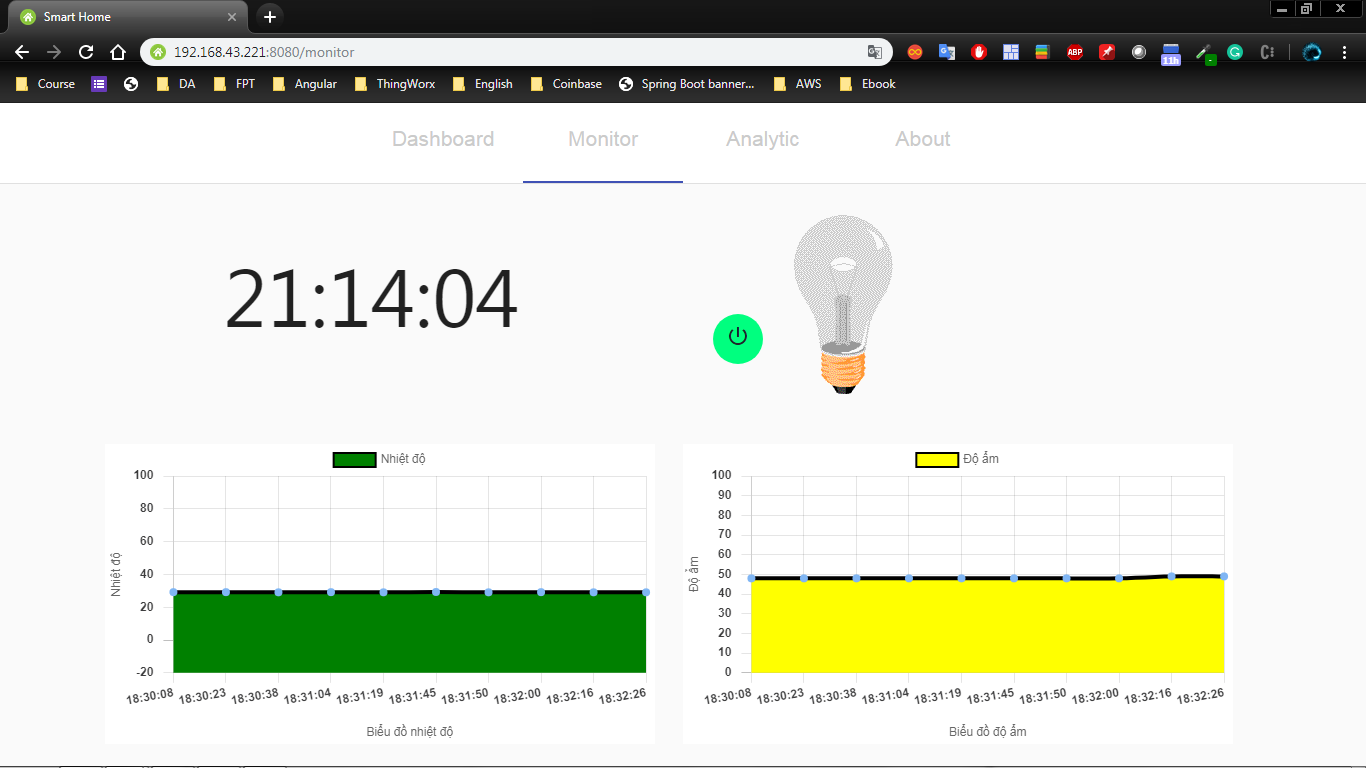 Smart Home
192.168.43.221:8080/monitor
ABP
11h
Course DA FPT Angular ThingWorx English Coinbase Spring Boot banner... AWS Ebook
Dashboard Monitor Analytic About
21:14:04
Nhiệt độ
100
80
60
40
20
0
-20
Nhiệt độ
18:30:08 18:30:23 18:30:38 18:31:04 18:31:19 18:31:45 18:31:50 18:32:00 18:32:16 18:32:26
Biểu đồ nhiệt độ
Độ ẩm
100
90
80
70
60
50
40
30
20
10
0
Độ ẩm
18:30:08 18:30:23 18:30:38 18:31:04 18:31:19 18:31:45 18:31:50 18:32:00 18:32:16 18:32:26
Biểu đồ độ ẩm